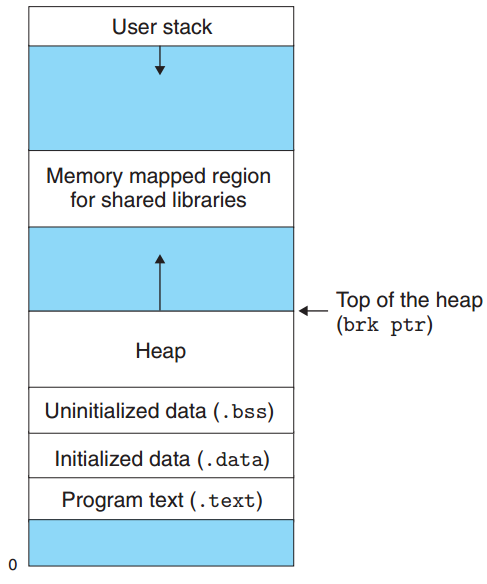 User stack
Memory mapped region
for shared libraries
Top of the heap
(brk ptr)
Heap
Uninitialized data (.bss)
Initialized data (.data)
Program text (.text)
0